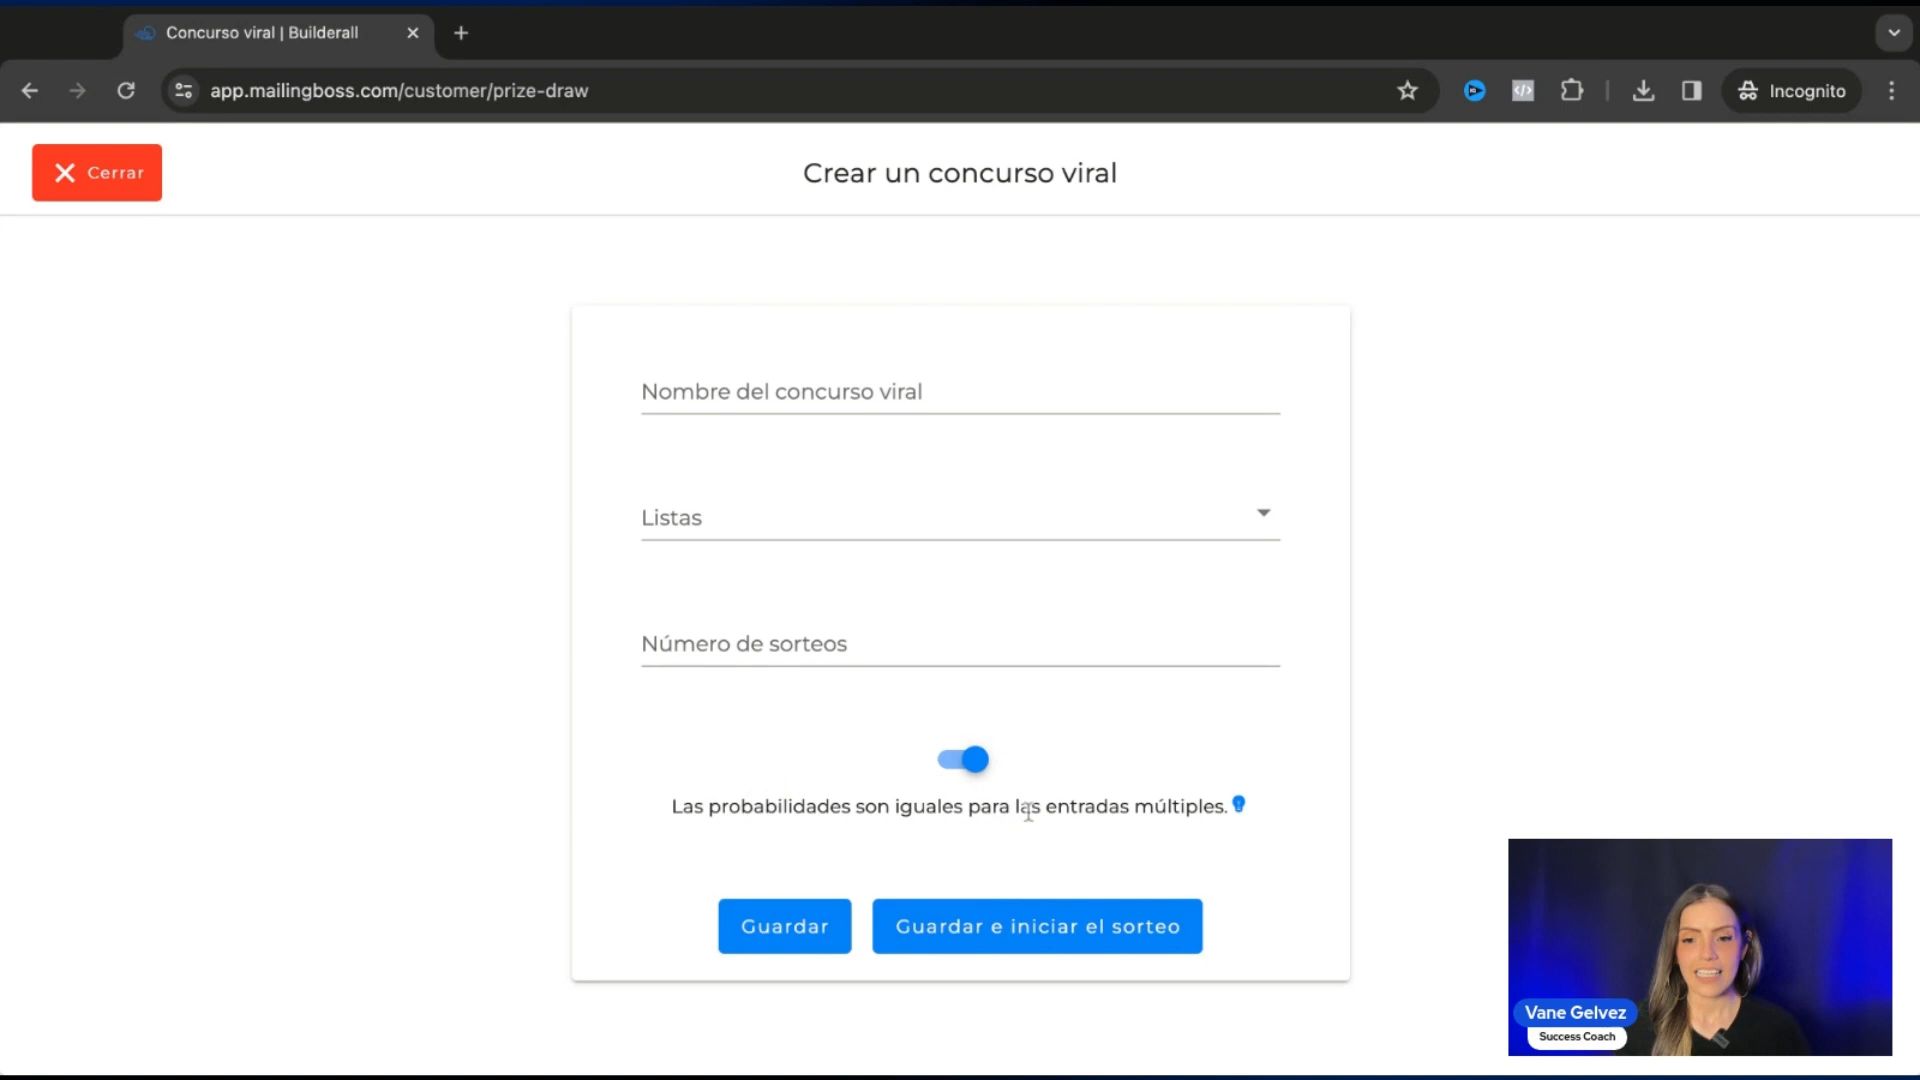 Concurso viral | Builderall
app.mailingboss.com/customer/prize-draw
Incognito
Cerrar
Crear un concurso viral
Nombre del concurso viral
Listas
Número de sorteos
Las probabilidades son iguales para las entradas múltiples.
Guardar
Guardar e iniciar el sorteo
Vane Gelvez
Success Coach